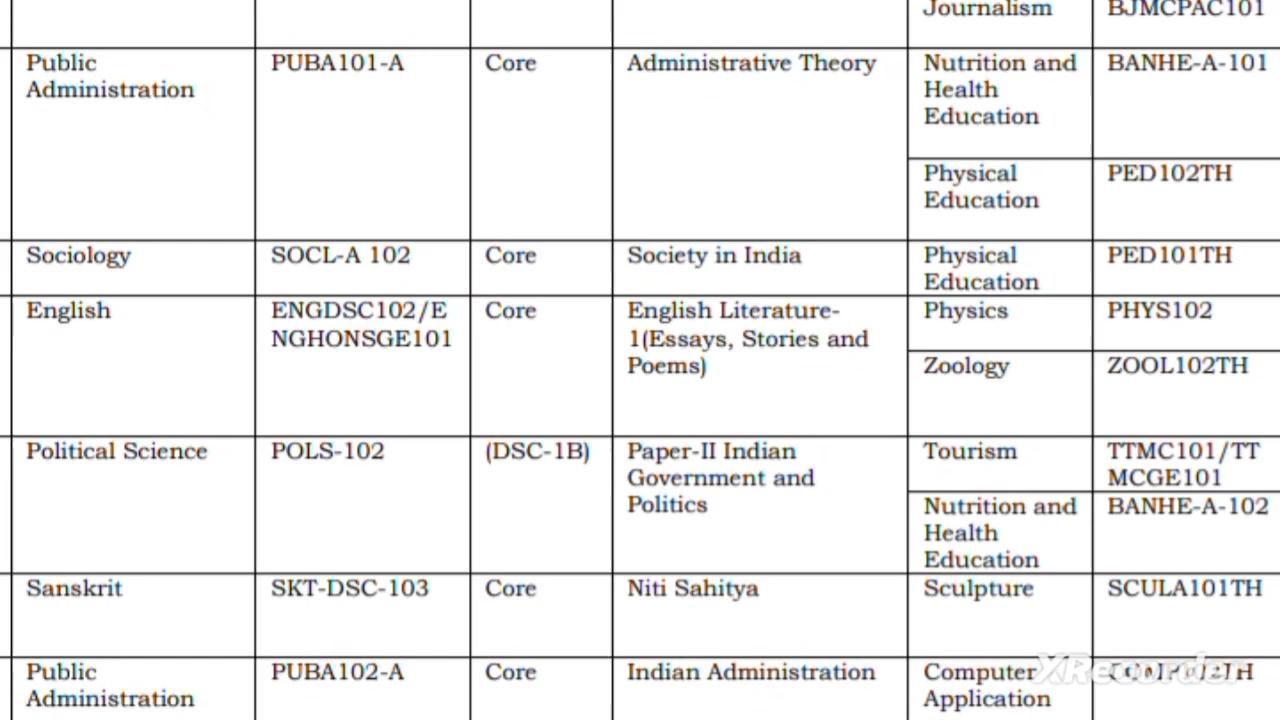 Journalism BJMCPAC101
Public PUBA101-A Core Administrative Theory Nutrition and BANHE-A-101
Administration Health
Education
Physical PED102TH
Education
Sociology SOCL-A 102 Core Society in India Physical PED101TH
Education
English ENGDSC102/E Core English Literature- Physics PHYS102
NGHONSGE101 1(Essays, Stories and
Poems) Zoology ZOOL102TH
Political Science POLS-102 (DSC-1B) Paper-II Indian Tourism TTMC101/TT
Government and MCGE101
Politics Nutrition and BANHE-A-102
Health
Education
Sanskrit SKT-DSC-103 Core Niti Sahitya Sculpture SCULA101TH
Public PUBA102-A Core Indian Administration Computer
Administration Application
XRecorder